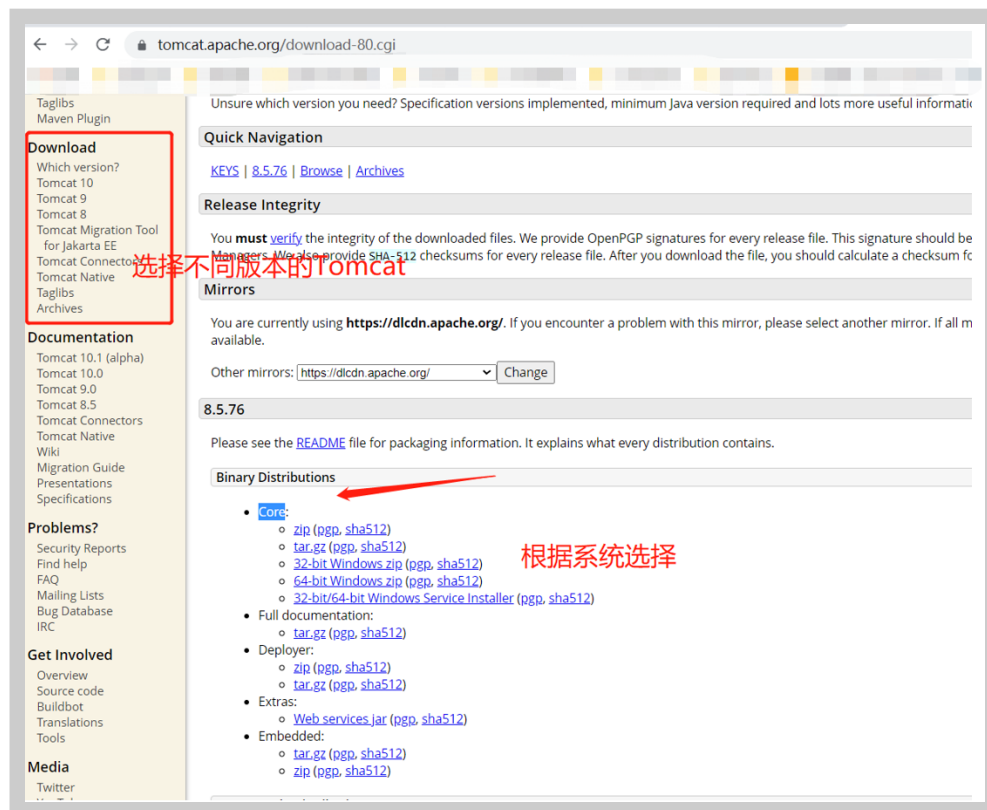 tomcat.apache.org/download-80.cgi
Taglibs
Maven Plugin
Download
Which version?
Tomcat 10
Tomcat 9
Tomcat 8
Tomcat Migration Tool
for Jakarta EE
Tomcat Connectors
Tomcat Native
Taglibs
Archives
选择不同版本的Tomcat
Documentation
Tomcat 10.1 (alpha)
Tomcat 10.0
Tomcat 9.0
Tomcat 8.5
Tomcat Connectors
Tomcat Native
Wiki
Migration Guide
Presentations
Specifications
Problems?
Security Reports
Find help
FAQ
Mailing Lists
Bug Database
IRC
Get Involved
Overview
Source code
Buildbot
Translations
Tools
Media
Twitter
Unsure which version you need? Specification versions implemented, minimum Java version required and lots more useful informatio
Quick Navigation
KEYS | 8.5.76 | Browse | Archives
Release Integrity
You must verify the integrity of the downloaded files. We provide OpenPGP signatures for every release file. This signature should be
Managers. We also provide SHA-512 checksums for every release file. After you download the file, you should calculate a checksum fo
Mirrors
You are currently using https://dlcdn.apache.org/. If you encounter a problem with this mirror, please select another mirror. If all m
available.
Other mirrors: https://dlcdn.apache.org/ Change
8.5.76
Please see the README file for packaging information. It explains what every distribution contains.
Binary Distributions
Core:
zip (pgp, sha512)
tar.gz (pgp, sha512)
32-bit Windows zip (pgp, sha512)
64-bit Windows zip (pgp, sha512)
32-bit/64-bit Windows Service Installer (pgp, sha512)
根据系统选择
Full documentation:
tar.gz (pgp, sha512)
Deployer:
zip (pgp, sha512)
tar.gz (pgp, sha512)
Extras:
Web services jar (pgp, sha512)
Embedded:
tar.gz (pgp, sha512)
zip (pgp, sha512)